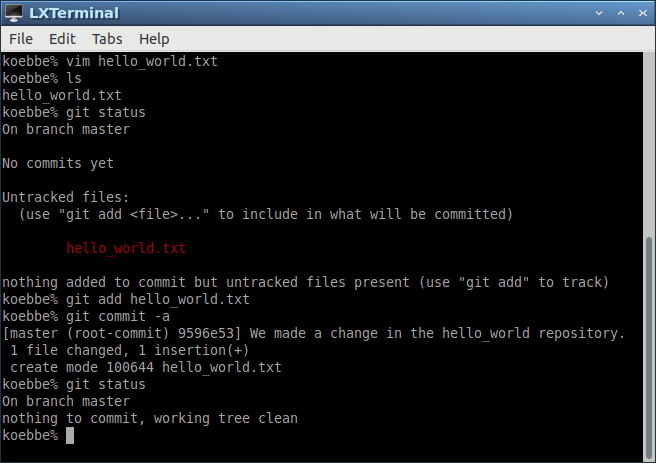 LXTerminal
File Edit Tabs Help
koebbe% vim hello_world.txt
koebbe% ls
hello_world.txt
koebbe% git status
On branch master
No commits yet
Untracked files:
  (use "git add <file>..." to include in what will be committed)
        hello_world.txt
nothing added to commit but untracked files present (use "git add" to track)
koebbe% git add hello_world.txt
koebbe% git commit -a
[master (root-commit) 9596e53] We made a change in the hello_world repository.
 1 file changed, 1 insertion(+)
 create mode 100644 hello_world.txt
koebbe% git status
On branch master
nothing to commit, working tree clean
koebbe%